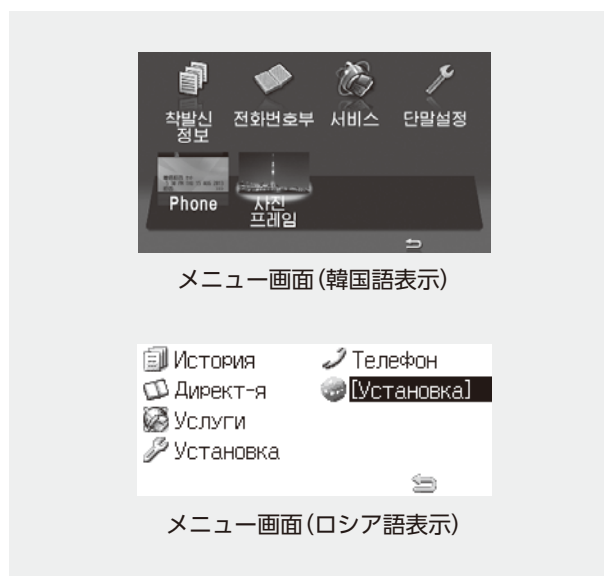 착발신 전화번호부 서비스 단말설정
정보
Phone 사진
프레임
メニュー画面(韓国語表示)
История Телефон
Директ-я [Установка]
Услуги
Установка
メニュー画面(ロシア語表示)